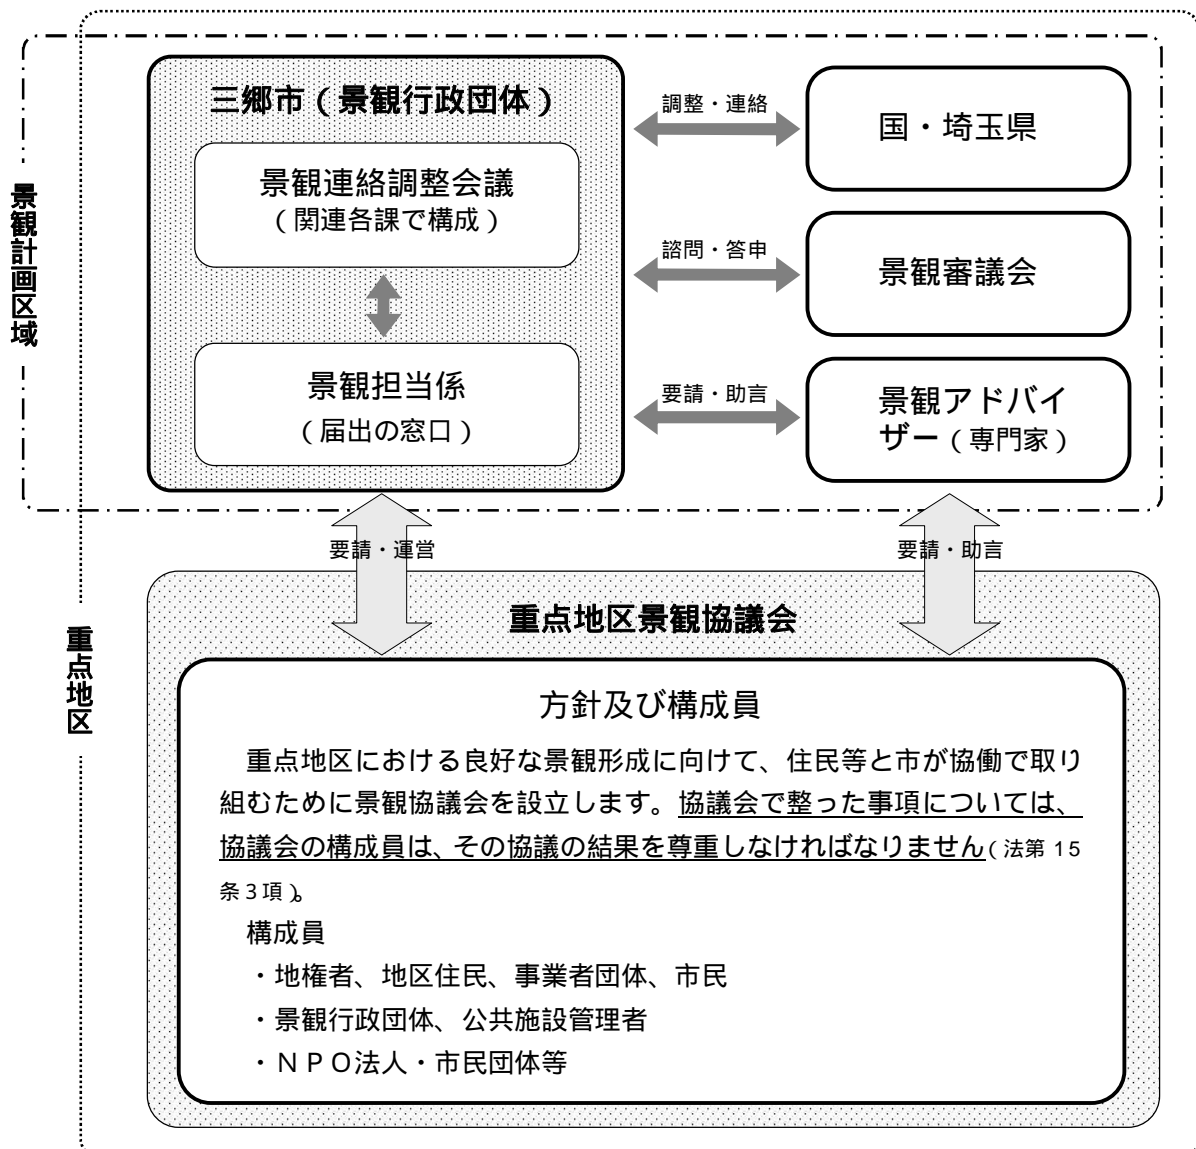 三郷市（景観行政団体）
景観連絡調整会議
（関連各課で構成）
景観担当係
（届出の窓口）
調整・連絡
国・埼玉県
諮問・答申
景観審議会
要請・助言
景観アドバイ
ザー（専門家）
景観計画区域
要請・運営
要請・助言
重点地区
重点地区景観協議会
方針及び構成員
重点地区における良好な景観形成に向けて、住民等と市が協働で取り
組むために景観協議会を設立します。協議会で整った事項については、
協議会の構成員は、その協議の結果を尊重しなければなりません（法第 15
条３項）。
構成員
・地権者、地区住民、事業者団体、市民
・景観行政団体、公共施設管理者
・ＮＰＯ法人・市民団体等